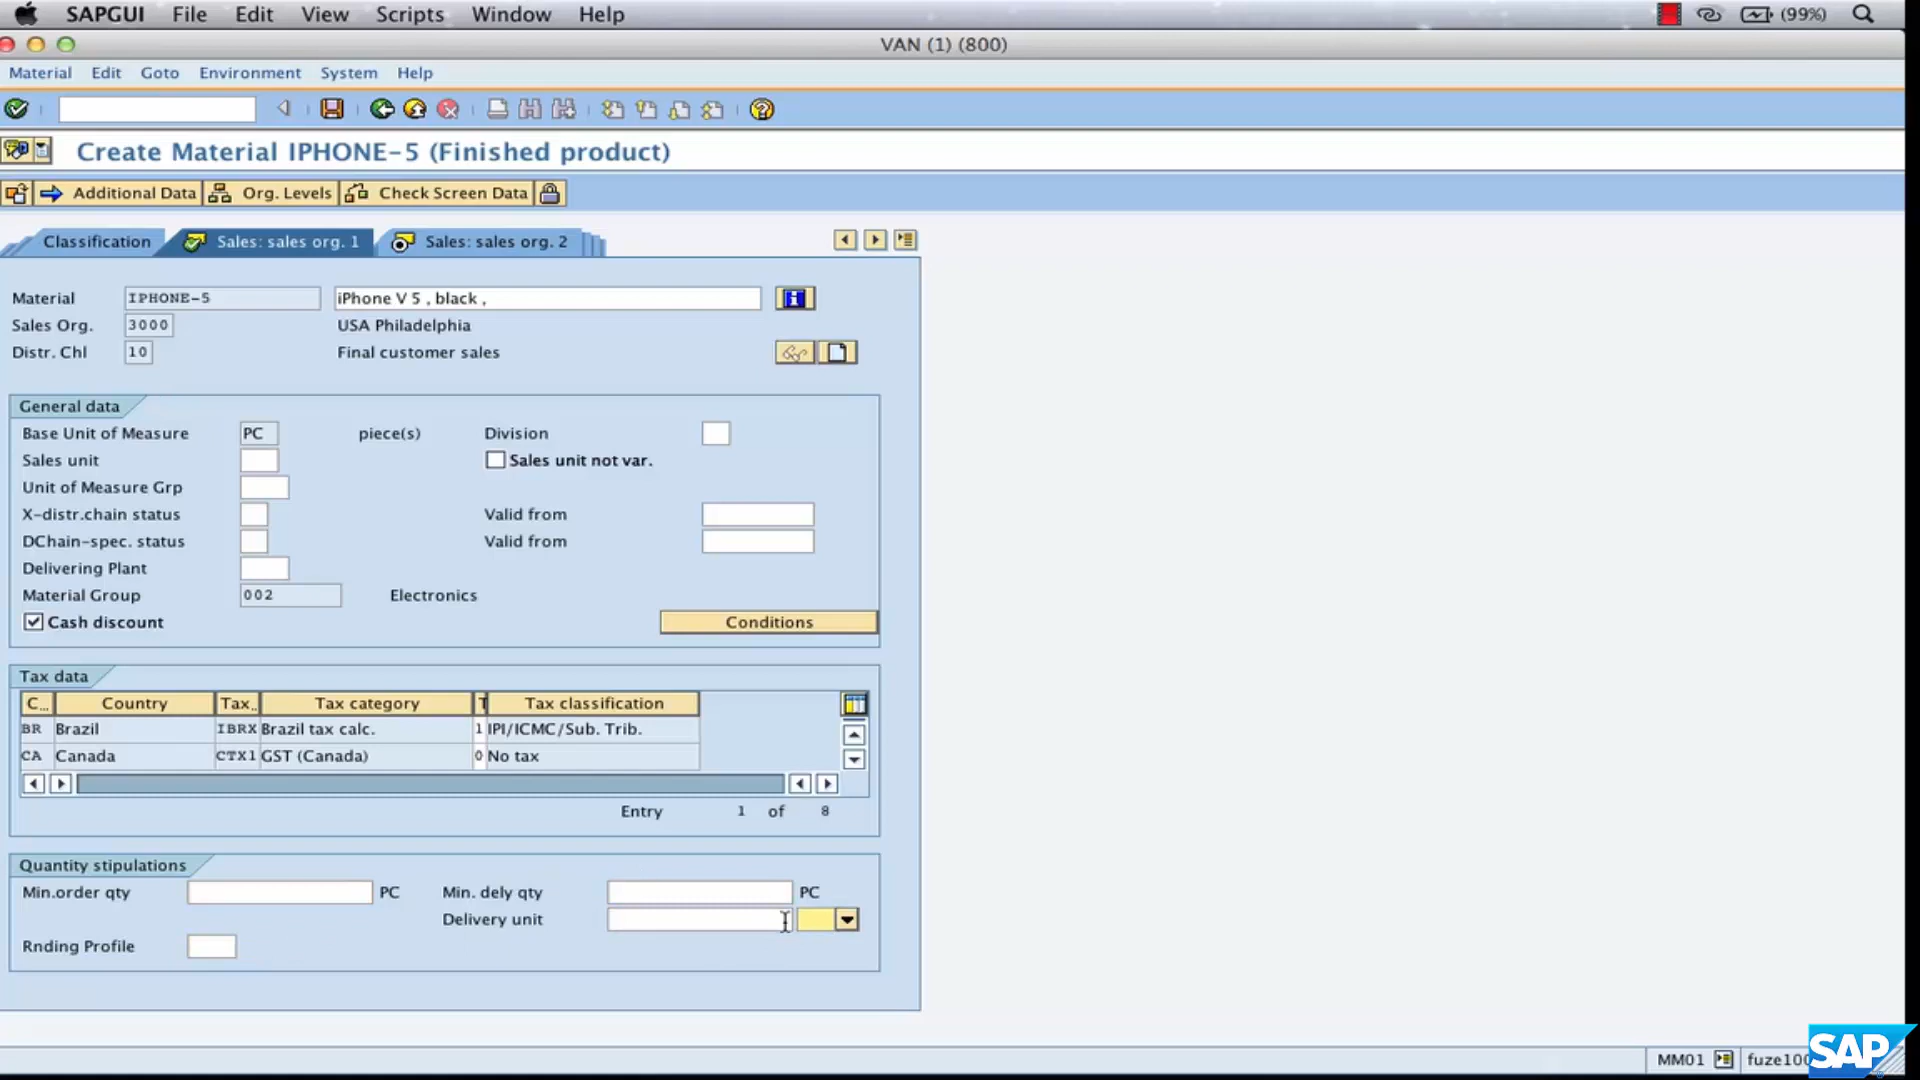 SAPGUI File Edit View Scripts Window Help (99%)
VAN (1) (800)
Material Edit Goto Environment System Help
Create Material IPHONE-5 (Finished product)
Additional Data Org. Levels Check Screen Data
Classification Sales: sales org. 1 Sales: sales org. 2
Material IPHONE-5 iPhone V 5 , black ,
Sales Org. 3000 USA Philadelphia
Distr. Chl 10 Final customer sales
General data
Base Unit of Measure PC piece(s) Division
Sales unit Sales unit not var.
Unit of Measure Grp
X-distr.chain status Valid from
DChain-spec. status Valid from
Delivering Plant
Material Group 002 Electronics
Cash discount Conditions
Tax data
C... Country Tax.. Tax category T Tax classification
BR Brazil IBRX Brazil tax calc. 1 IPI/ICMC/Sub. Trib.
CA Canada CTX1 GST (Canada) 0 No tax
Entry 1 of 8
Quantity stipulations
Min.order qty PC Min. dely qty PC
Delivery unit
Rnding Profile
MM01 fuze100
SAP